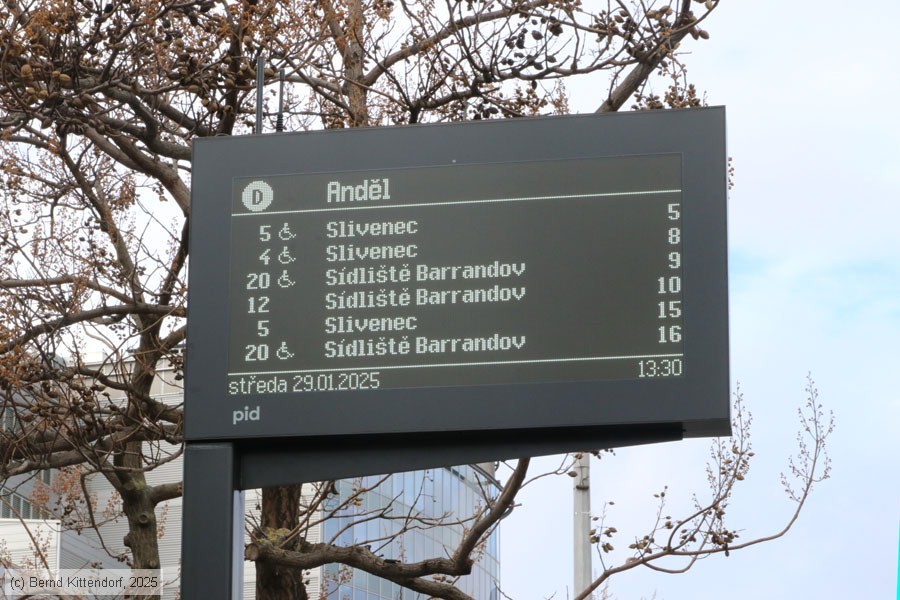 D Anděl
5 Slivenec 5
4 Slivenec 8
20 Sídliště Barrandov 9
12 Sídliště Barrandov 10
5 Slivenec 15
20 Sídliště Barrandov 16
středa 29.01.2025 13:30
pid
(c) Bernd Kittendorf, 2025